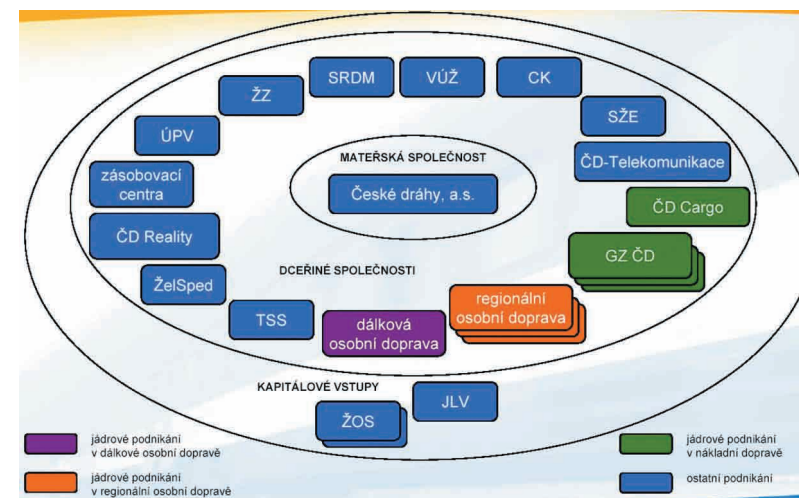 SRDM
VÚŽ
CK
ŽZ
SŽE
ÚPV
MATEŘSKÁ SPOLEČNOST
ČD-Telekomunikace
zásobovací
centra
České dráhy, a.s.
ČD Cargo
ČD Reality
GZ ČD
DCEŘINÉ SPOLEČNOSTI
ŽelSped
regionální
osobní doprava
TSS
dálková
osobní doprava
KAPITÁLOVÉ VSTUPY
JLV
ŽOS
jádrové podnikání
v dálkové osobní dopravě
jádrové podnikání
v regionální osobní dopravě
jádrové podnikání
v nákladní dopravě
ostatní podnikání